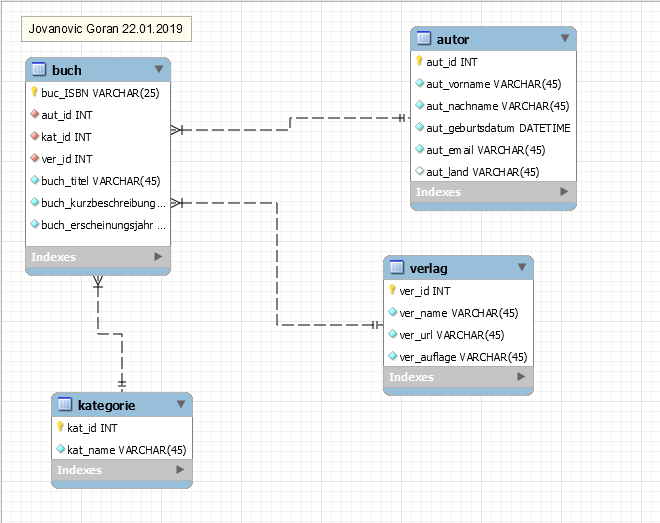 Jovanovic Goran 22.01.2019
buch
buc_ISBN VARCHAR(25)
aut_id INT
kat_id INT
ver_id INT
buch_titel VARCHAR(45)
buch_kurzbeschreibung...
buch_erscheinungsjahr ...
Indexes
autor
aut_id INT
aut_vorname VARCHAR(45)
aut_nachname VARCHAR(45)
aut_geburtsdatum DATETIME
aut_email VARCHAR(45)
aut_land VARCHAR(45)
Indexes
verlag
ver_id INT
ver_name VARCHAR(45)
ver_url VARCHAR(45)
ver_auflage VARCHAR(45)
Indexes
kategorie
kat_id INT
kat_name VARCHAR(45)
Indexes